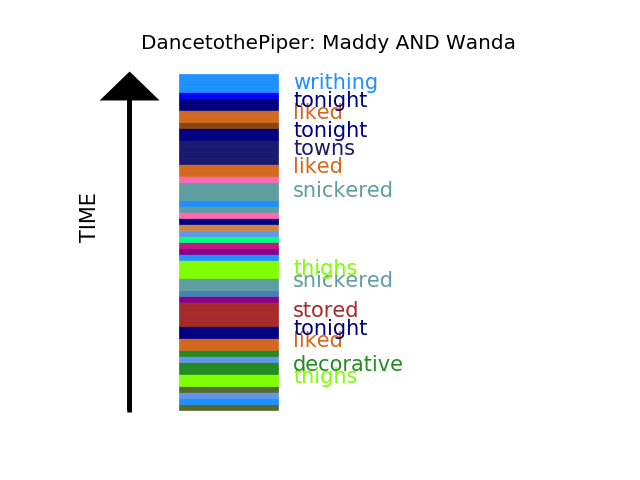 DancetothePiper: Maddy AND Wanda
writhing
tonight
liked
tonight
towns
liked
snickered
TIME
thighs
snickered
stored
tonight
liked
decorative
thighs